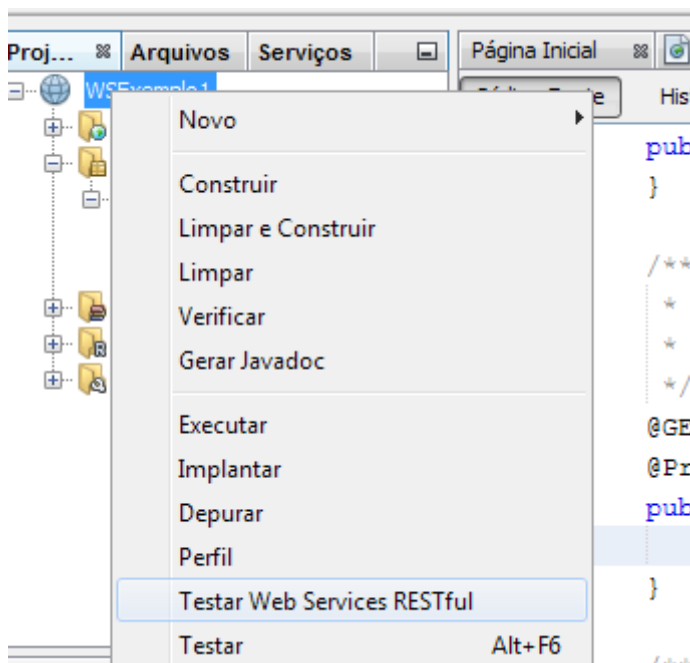 Proj... Arquivos Serviços Página Inicial
WSExemplo1 His
Novo
pub
Construir }
Limpar e Construir
Limpar /**
Verificar *
Gerar Javadoc *
*/
Executar @GE
Implantar @Pr
Depurar pub
Perfil
Testar Web Services RESTful }
Testar Alt+F6
/**